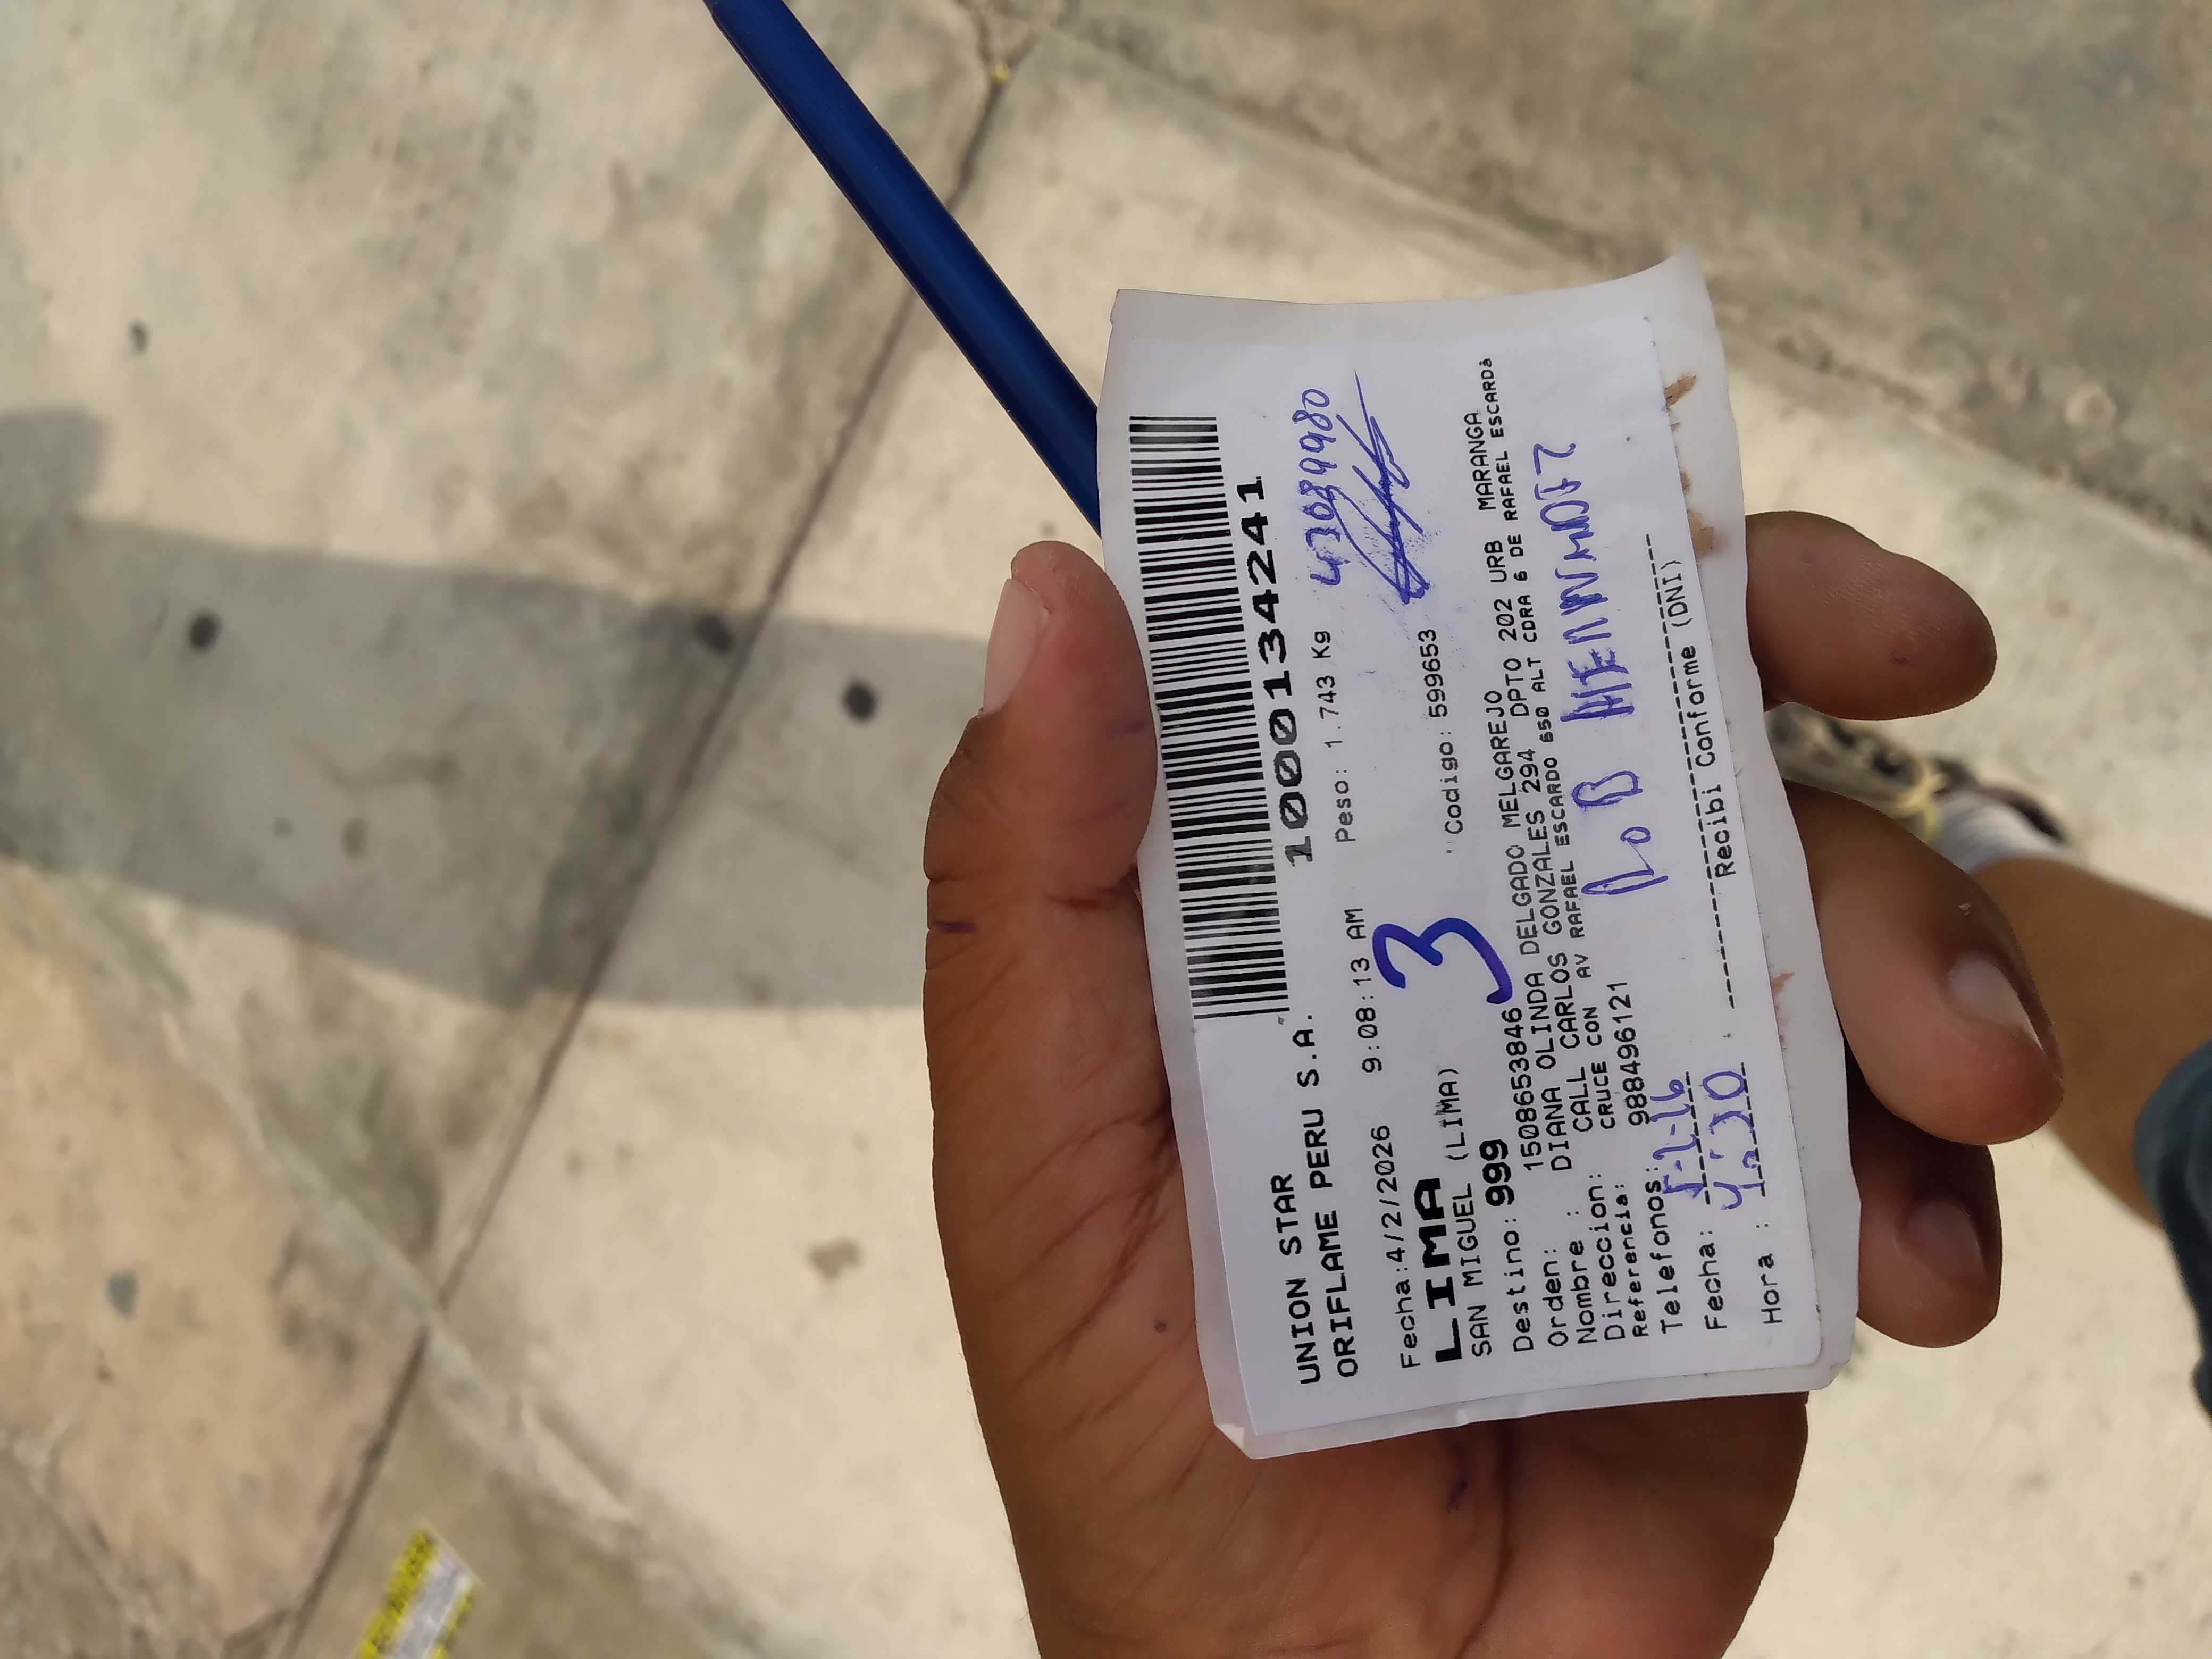 1000134241
UNION STAR
ORIFLAME PERU S.A.
Peso: 1.743 Kg
Fecha:4/2/2026 9:08:13 AM
LIMA
3
SAN MIGUEL (LIMA)
Codigo: 599653
Destino: 999
Orden: 1508653846
Nombre : DIANA OLINDA DELGADO MELGAREJO
Direccion: CALL CARLOS GONZALES 294 DPTO 202 URB MARANGA
Referencia: CRUCE CON AV RAFAEL ESCARDO 650 ALT CDRA 6 DE RAFAEL ESCARDà
Telefonos: 988496121
Fecha:
Hora :
Recibi Conforme (DNI)